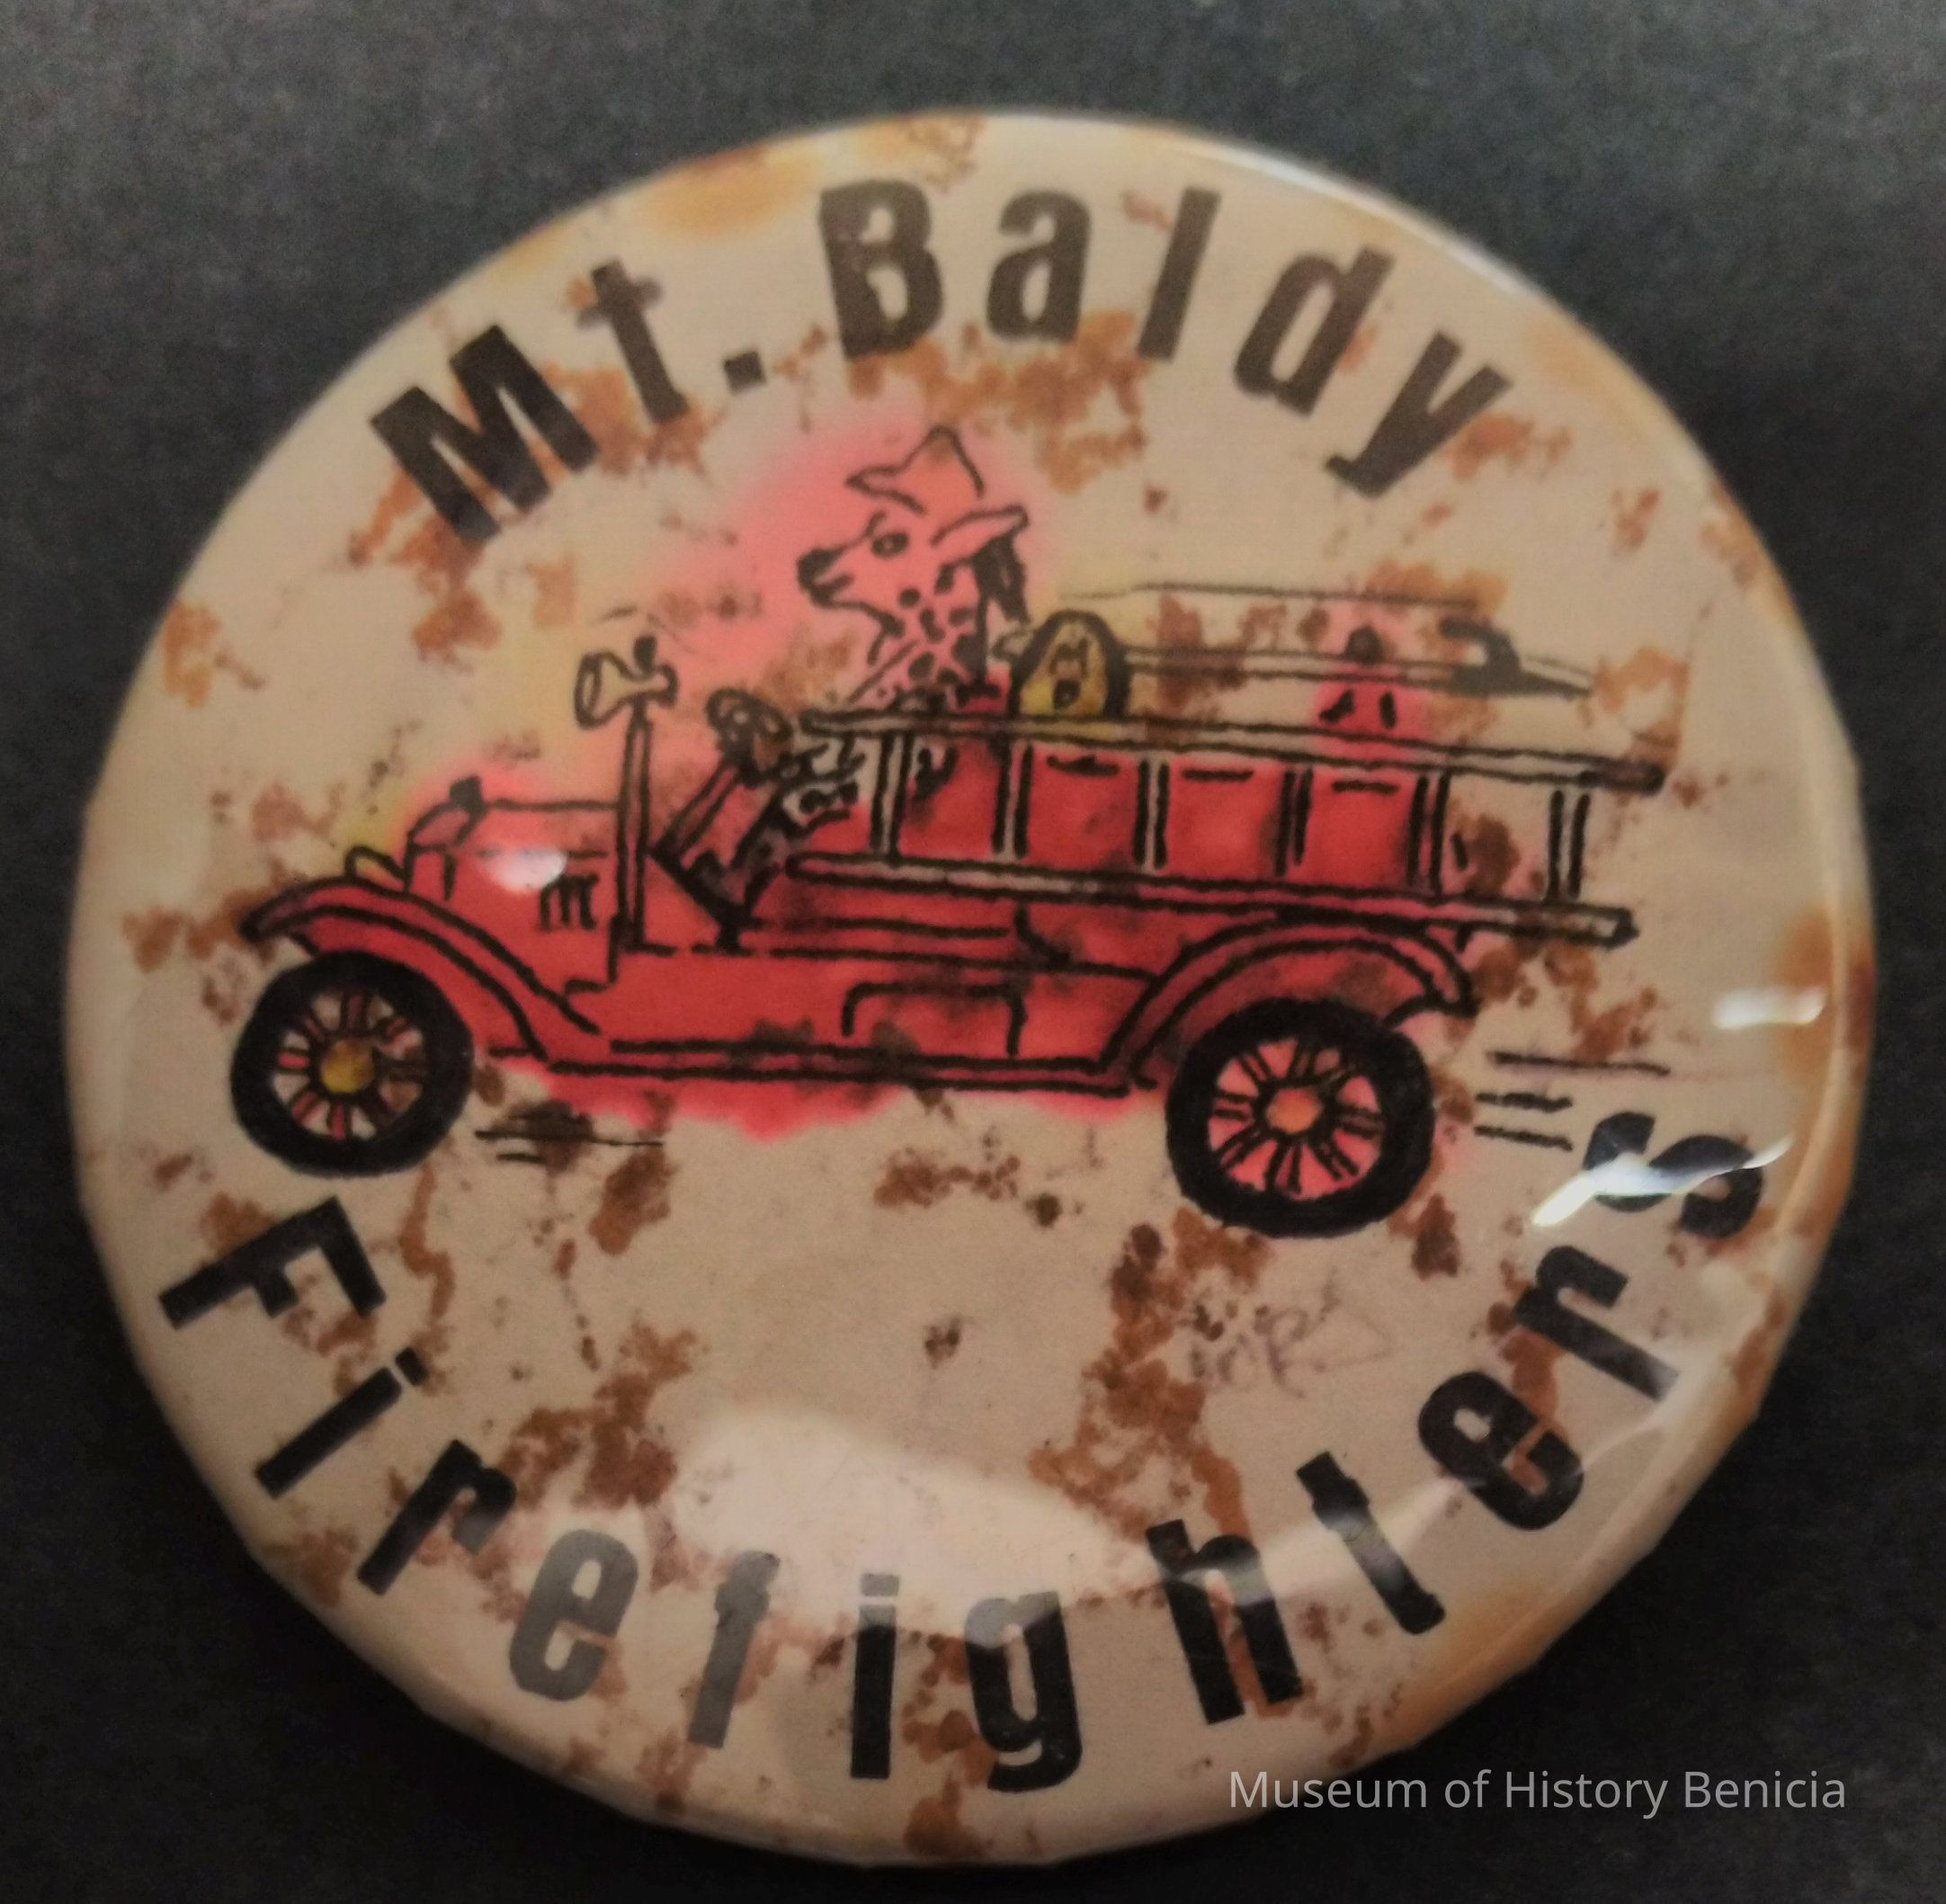 Mt. Baldy
Firefighters
Museum of History Benicia